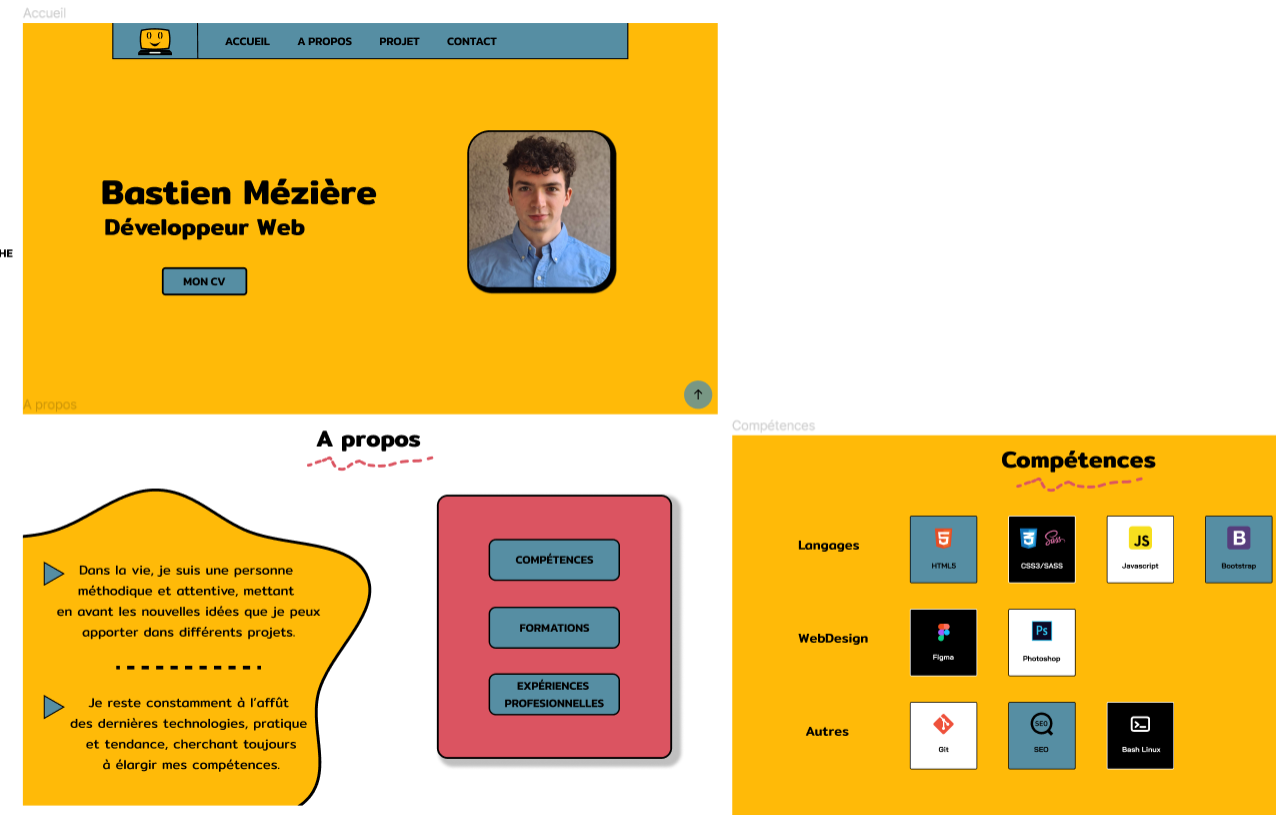 Accueil
ACCUEIL A PROPOS PROJET CONTACT
Bastien Mézière
Développeur Web
HE
MON CV
A propos
A propos
Dans la vie, je suis une personne
méthodique et attentive, mettant
en avant les nouvelles idées que je peux
apporter dans différents projets.
Je reste constamment à l'affût
des dernières technologies, pratique
et tendance, cherchant toujours
à élargir mes compétences.
COMPÉTENCES
FORMATIONS
EXPÉRIENCES
PROFESIONNELLES
Compétences
Compétences
Langages
HTML5
Sass
CSS3/SASS
JS
Javascript
B
Bootstrap
WebDesign
Figma
Ps
Photoshop
Autres
Git
SEO
SEO
Bash Linux